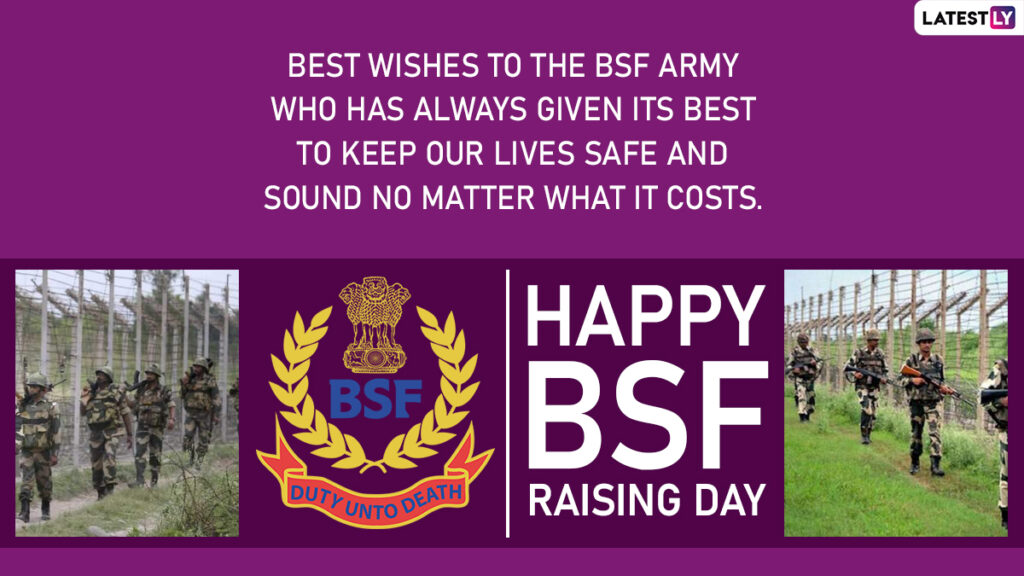 LATESTLY
BEST WISHES TO THE BSF ARMY
WHO HAS ALWAYS GIVEN ITS BEST
TO KEEP OUR LIVES SAFE AND
SOUND NO MATTER WHAT IT COSTS.
BSF
DUTY UNTO DEATH
HAPPY
BSF
RAISING DAY